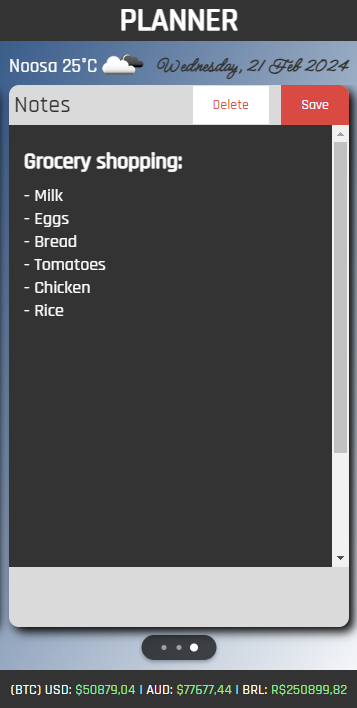 PLANNER
Noosa 25°C Wednesday, 21 Feb 2024
Notes Delete Save
Grocery shopping:
- Milk
- Eggs
- Bread
- Tomatoes
- Chicken
- Rice
(BTC) USD: $50879,04 | AUD: $77677,44 | BRL: R$250899,82